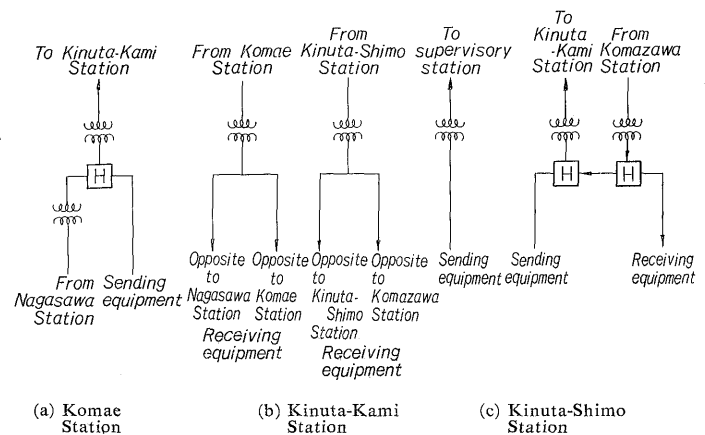 To Kinuta-Kami
Station
From Komae
Station
From
Kinuta-Shimo
Station
To
supervisory
station
To
Kinuta
-Kami
Station
From
Komazawa
Station
H
H
H
From
Nagasawa
Station
Sending
equipment
Opposite
to
Nagasawa
Station
Opposite
to
Komae
Station
Receiving
equipment
Opposite
to
Kinuta-
Shimo
Station
Opposite
to
Komazawa
Station
Receiving
equipment
Sending
equipment
Sending
equipment
Receiving
equipment
(a) Komae
Station
(b) Kinuta-Kami
Station
(c) Kinuta-Shimo
Station